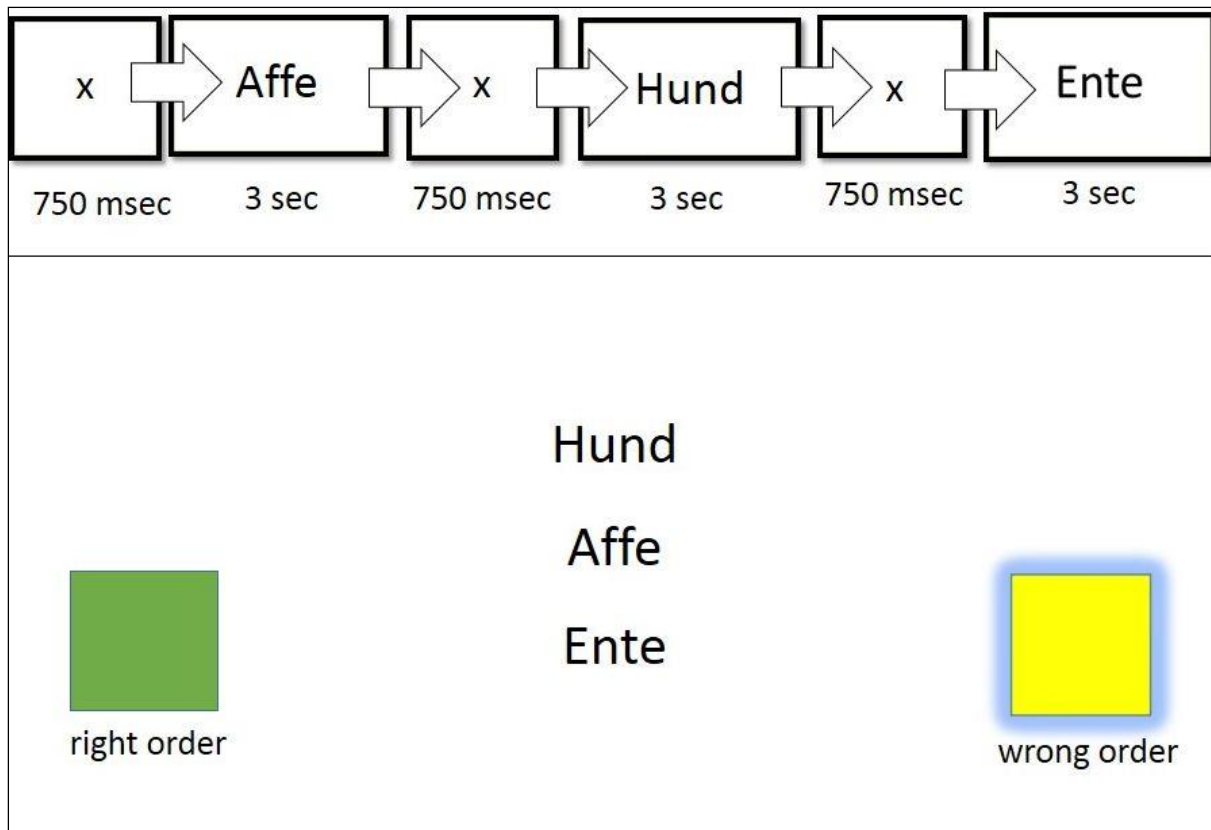 x Affe x Hund x Ente
750 msec 3 sec 750 msec 3 sec 750 msec 3 sec
Hund
Affe
Ente
right order
wrong order